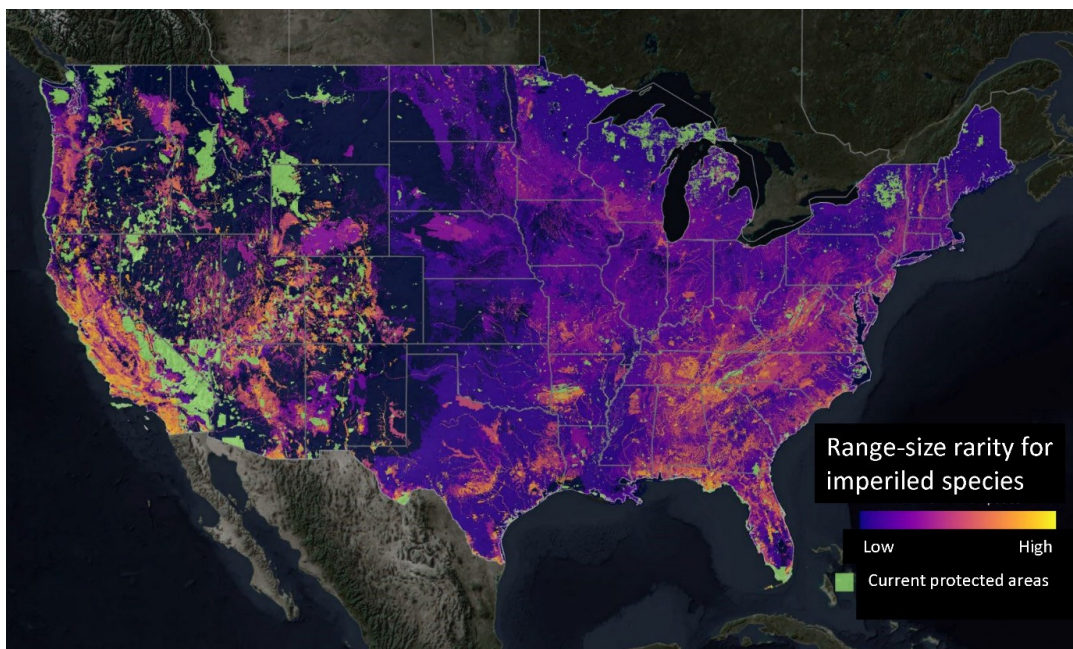 Range-size rarity for
imperiled species
Low High
Current protected areas